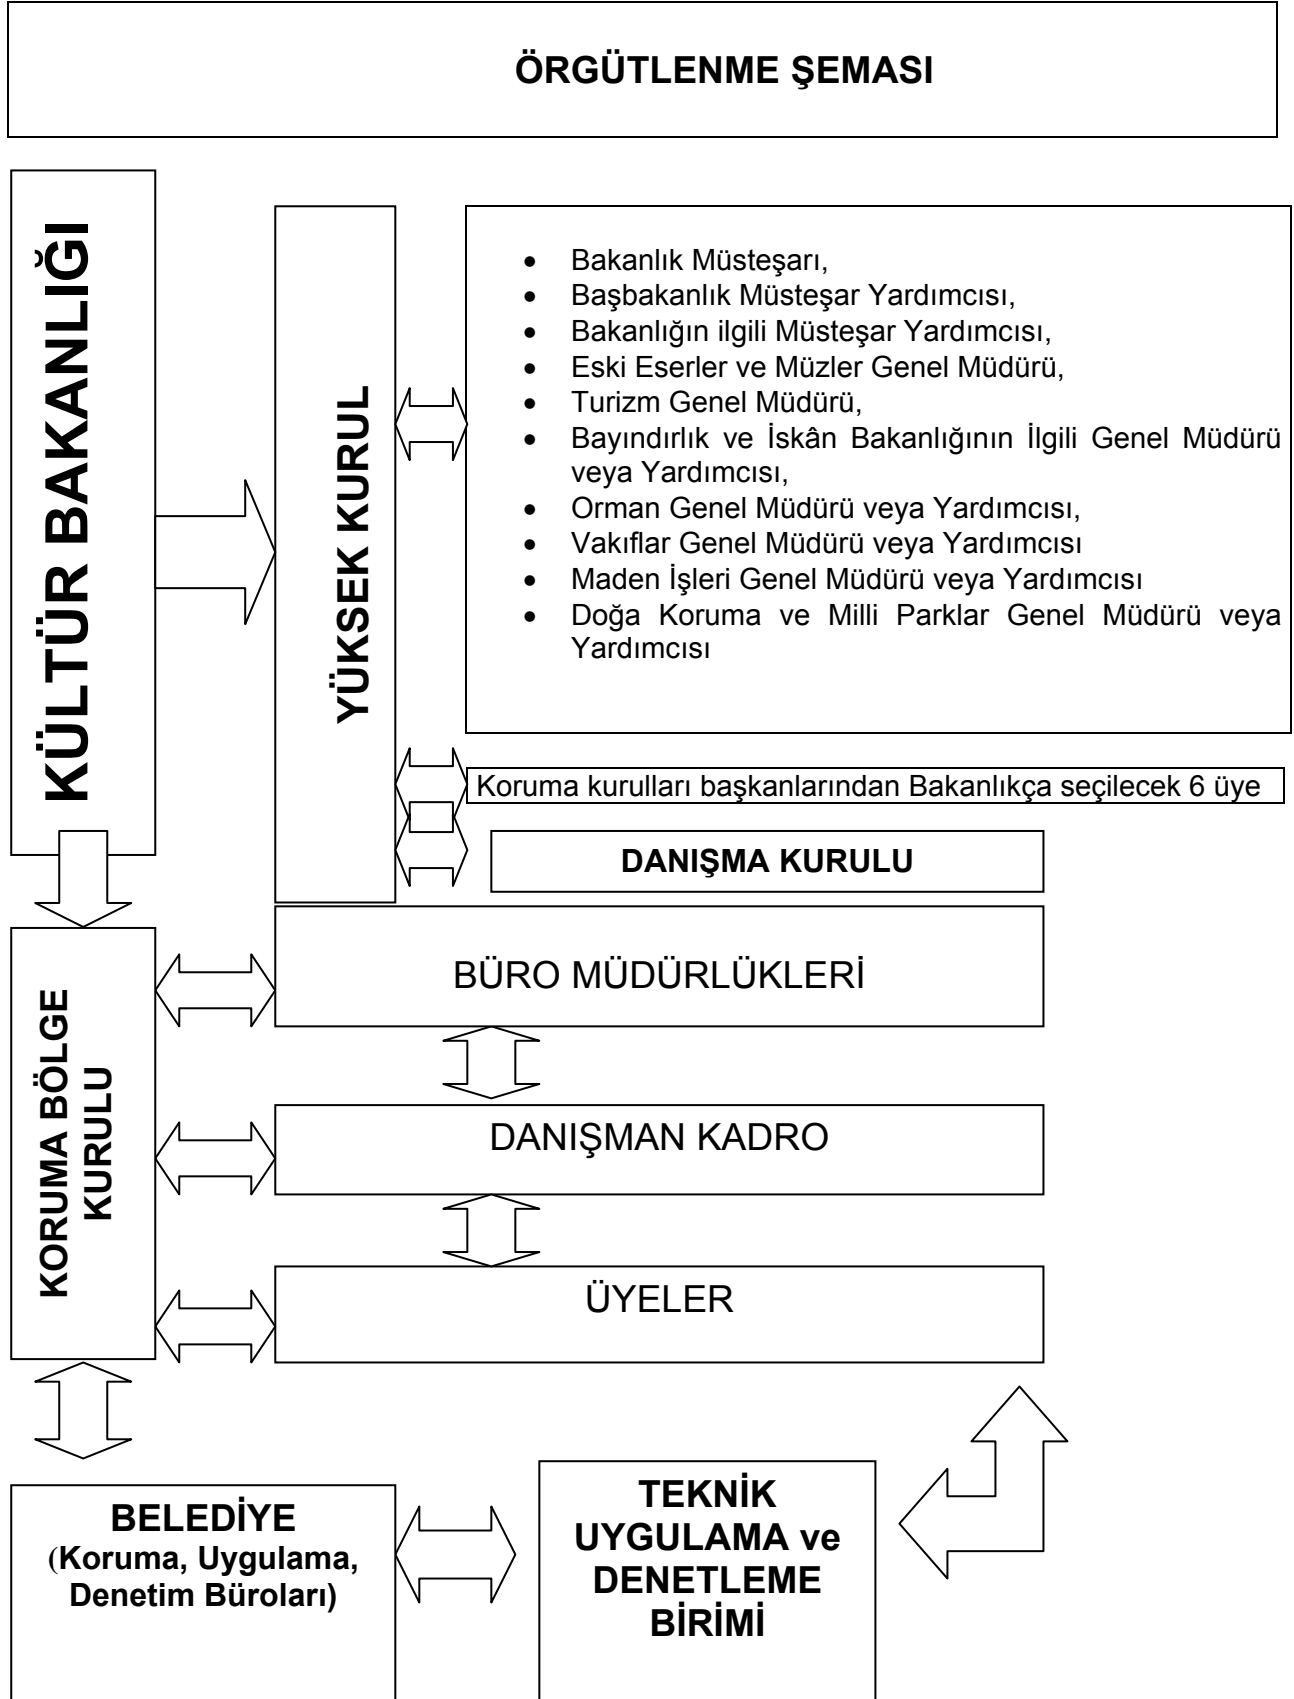 ÖRGÜTLENME ŞEMASI
KÜLTÜR BAKANLIĞI
YÜKSEK KURUL
• Bakanlık Müsteşarı,
• Başbakanlık Müsteşar Yardımcısı,
• Bakanlığın ilgili Müsteşar Yardımcısı,
• Eski Eserler ve Müzler Genel Müdürü,
• Turizm Genel Müdürü,
• Bayındırlık ve İskân Bakanlığının İlgili Genel Müdürü
veya Yardımcısı,
• Orman Genel Müdürü veya Yardımcısı,
• Vakıflar Genel Müdürü veya Yardımcısı
• Maden İşleri Genel Müdürü veya Yardımcısı
• Doğa Koruma ve Milli Parklar Genel Müdürü veya
Yardımcısı
Koruma kurulları başkanlarından Bakanlıkça seçilecek 6 üye
DANIŞMA KURULU
KORUMA BÖLGE
KURULU
BÜRO MÜDÜRLÜKLERİ
DANIŞMAN KADRO
ÜYELER
BELEDİYE
(Koruma, Uygulama,
Denetim Büroları)
TEKNİK
UYGULAMA ve
DENETLEME
BİRİMİ